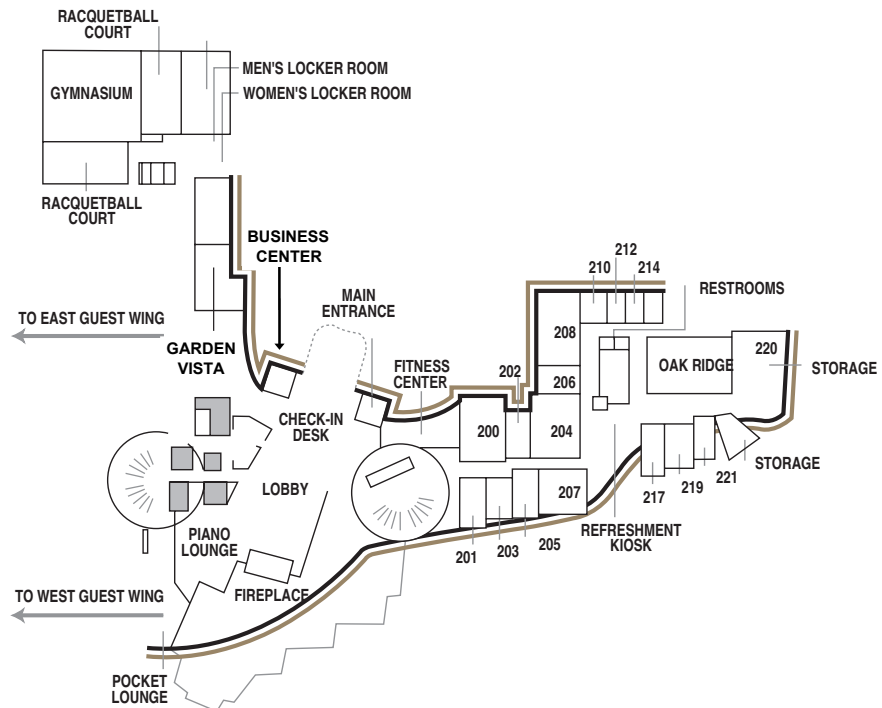 RACQUETBALL
COURT
GYMNASIUM
MEN'S LOCKER ROOM
WOMEN'S LOCKER ROOM
RACQUETBALL
COURT
BUSINESS
CENTER
MAIN
ENTRANCE
212
210
214
RESTROOMS
TO EAST GUEST WING
GARDEN
VISTA
208
FITNESS
CENTER
202
OAK RIDGE
220
STORAGE
206
CHECK-IN
DESK
200
204
LOBBY
207
217
219
221
STORAGE
PIANO
LOUNGE
REFRESHMENT
KIOSK
201
203
205
FIREPLACE
TO WEST GUEST WING
POCKET
LOUNGE